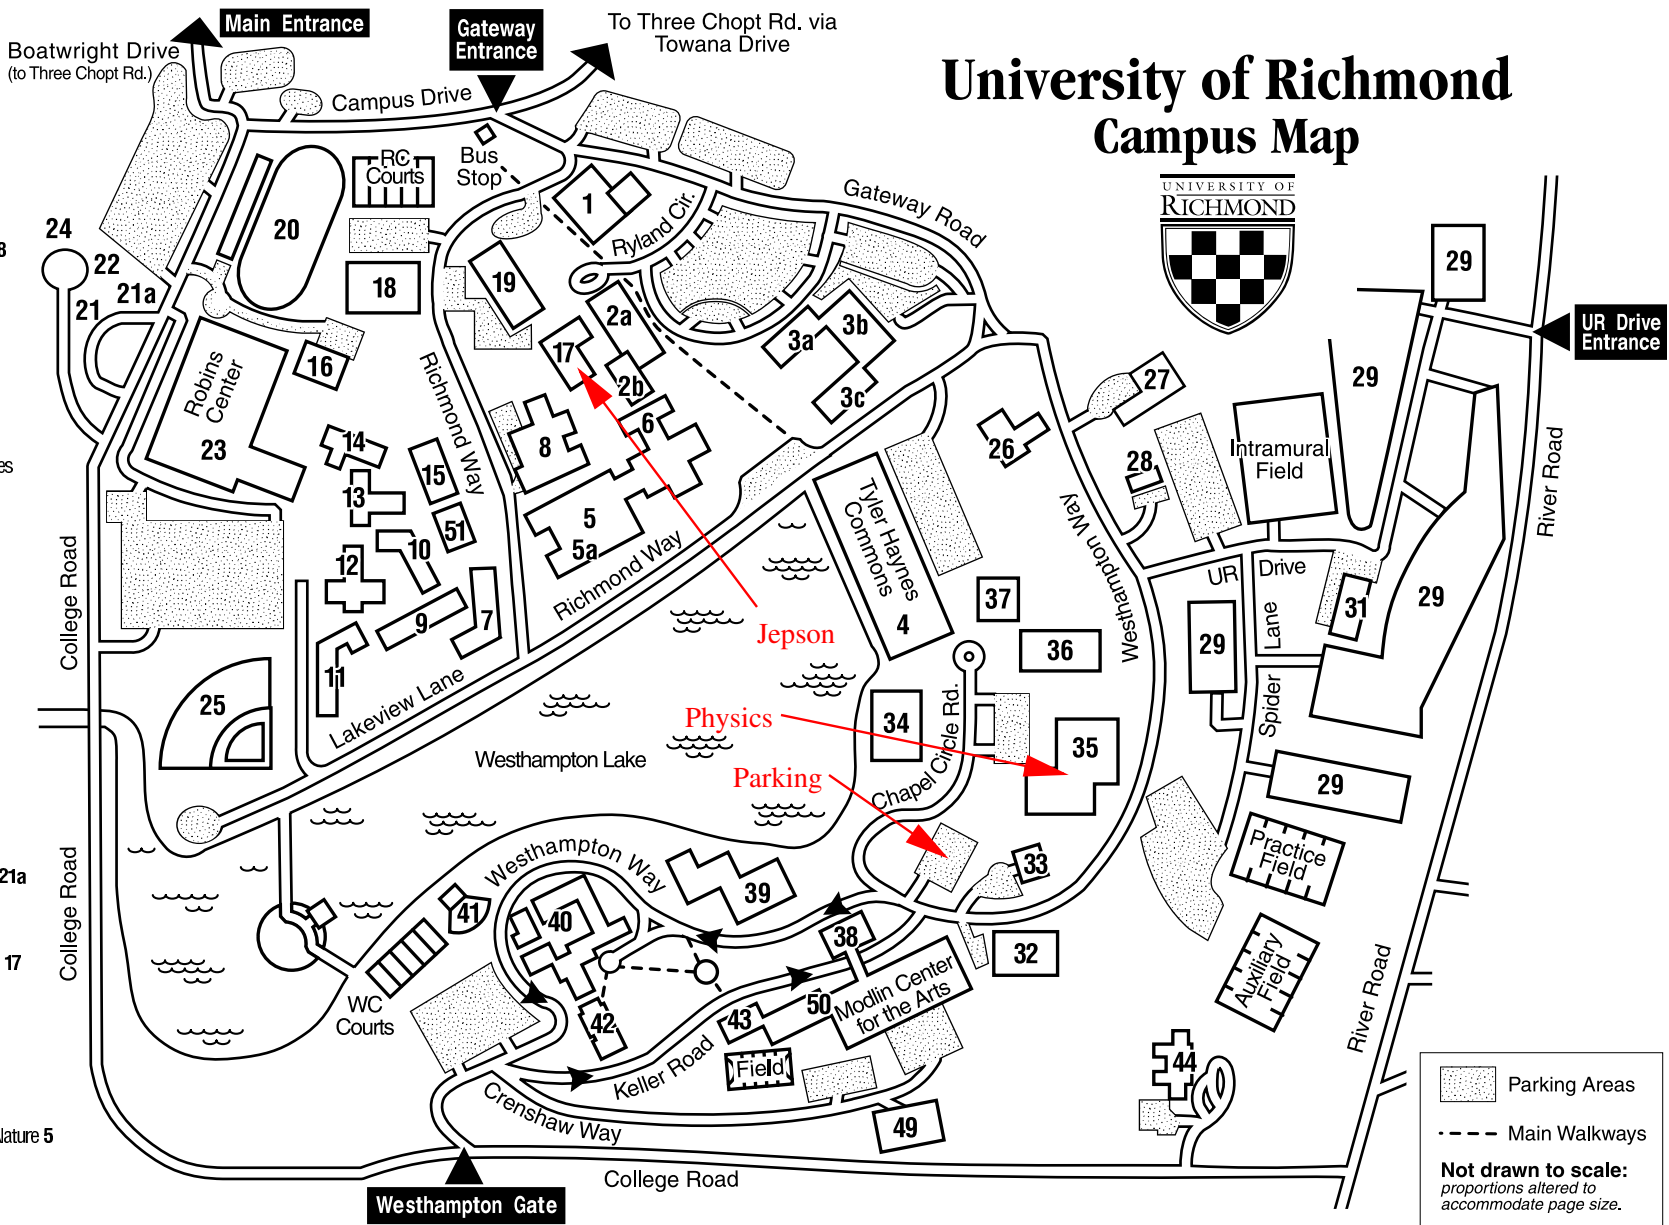 Main Entrance
Gateway
Entrance
To Three Chopt Rd. via
Towana Drive
Boatwright Drive
(to Three Chopt Rd.)
University of Richmond
Campus Map
Campus Drive
RC
Courts
Bus
Stop
UNIVERSITY OF
RICHMOND
Gateway Road
Ryland Cir.
1
20
24
22
8
21a
21
18
19
2a
17
2b
3a
3b
3c
29
UR Drive
Entrance
16
Robins
Center
23
Richmond Way
14
15
13
51
8
6
5
5a
27
26
28
Intramural
Field
29
River Road
es
Tyler Haynes
Commons
4
Westhampton Way
10
12
9
7
11
Richmond Way
College Road
UR Drive
37
36
Jepson
29
31
29
Spider Lane
25
Lakeview Lane
Physics
34
35
Westhampton Lake
Parking
Chapel Circle Rd.
29
Practice
Field
Westhampton Way
39
33
21a
College Road
41
40
38
32
17
WC
Courts
42
43
50
Modlin Center
for the Arts
Auxiliary
Field
River Road
Field
Keller Road
44
Crenshaw Way
49
Nature 5
College Road
Westhampton Gate
Parking Areas
Main Walkways
Not drawn to scale:
proportions altered to
accommodate page size.